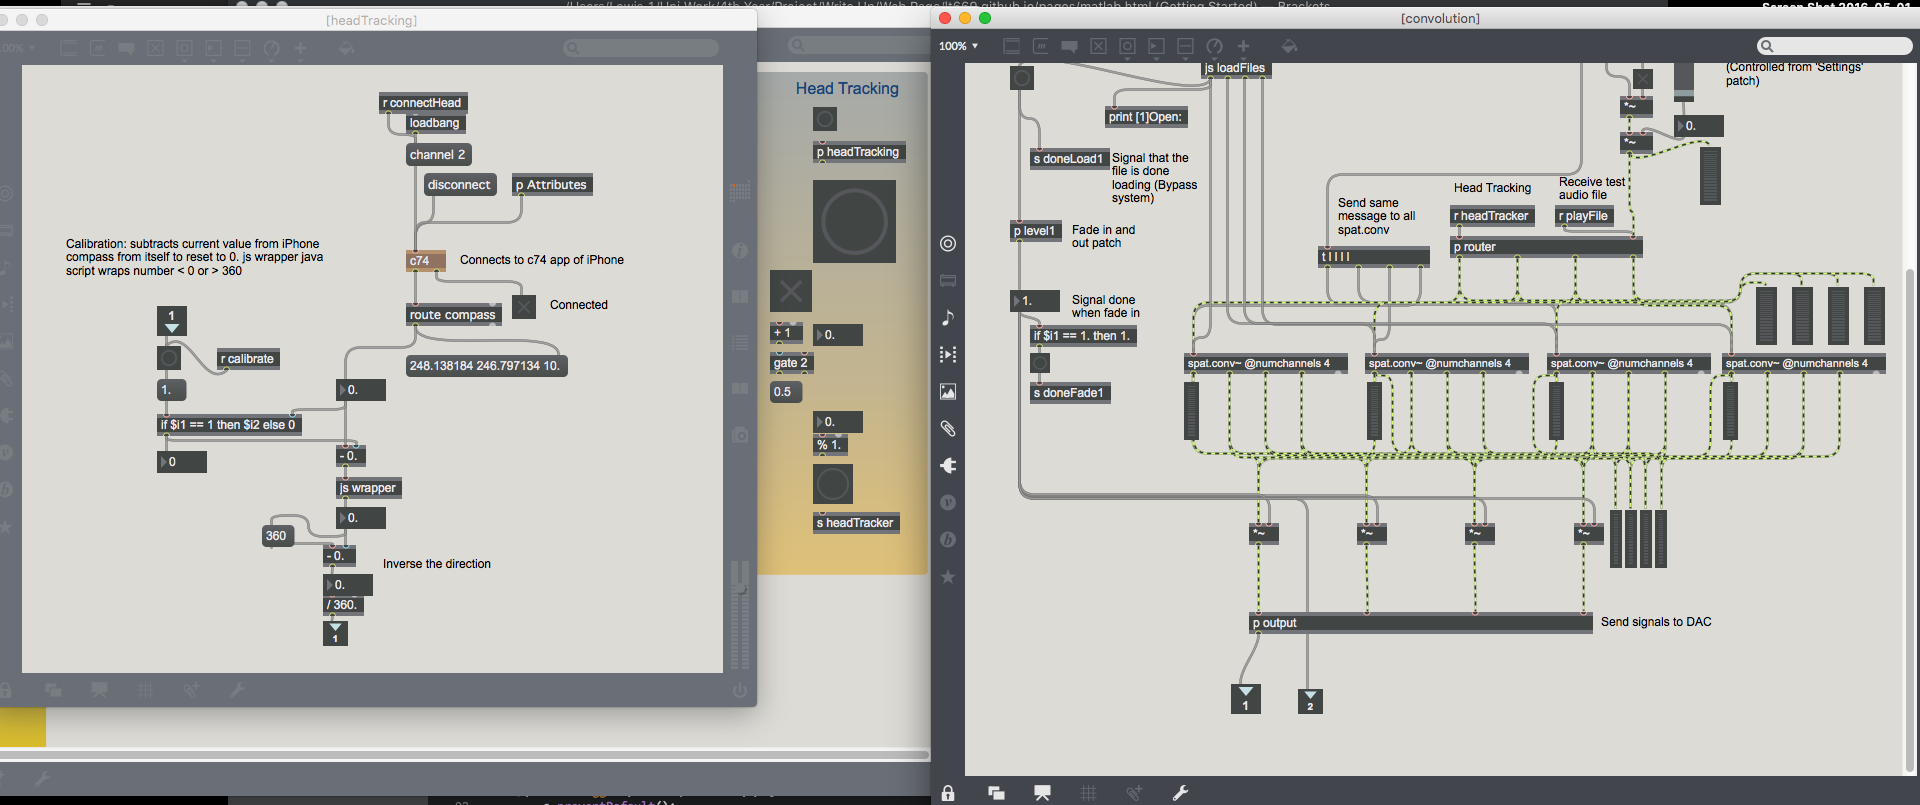 [headTracking]
r connectHead
loadbang
channel 2
disconnect
p Attributes
Calibration: subtracts current value from iPhone
compass from itself to reset to 0. js wrapper java
script wraps number < 0 or > 360
c74
Connects to c74 app of iPhone
Connected
route compass
248.138184 246.797134 10.
1
r calibrate
1.
0.
if $i1 == 1 then $i2 else 0
0
- 0.
js wrapper
0.
360
- 0.
Inverse the direction
0.
/ 360.
1
Head Tracking
p headTracking
+ 1
0.
gate 2
0.5
0.
% 1.
s headTracker
[convolution]
100%
js loadFiles
(Controlled from 'Settings'
patch)
print [1]Open:
*~
0.
*~
s doneLoad1
Signal that the
file is done
loading (Bypass
system)
Head Tracking
Receive test
audio file
Send same
message to all
spat.conv
r headTracker
r playFile
p level1
Fade in and
out patch
p router
t l l l l
1.
Signal done
when fade in
if $i1 == 1. then 1.
s doneFade1
spat.conv~ @numchannels 4
spat.conv~ @numchannels 4
spat.conv~ @numchannels 4
spat.conv~ @numchannels 4
*~
*~
*~
*~
p output
Send signals to DAC
1
2